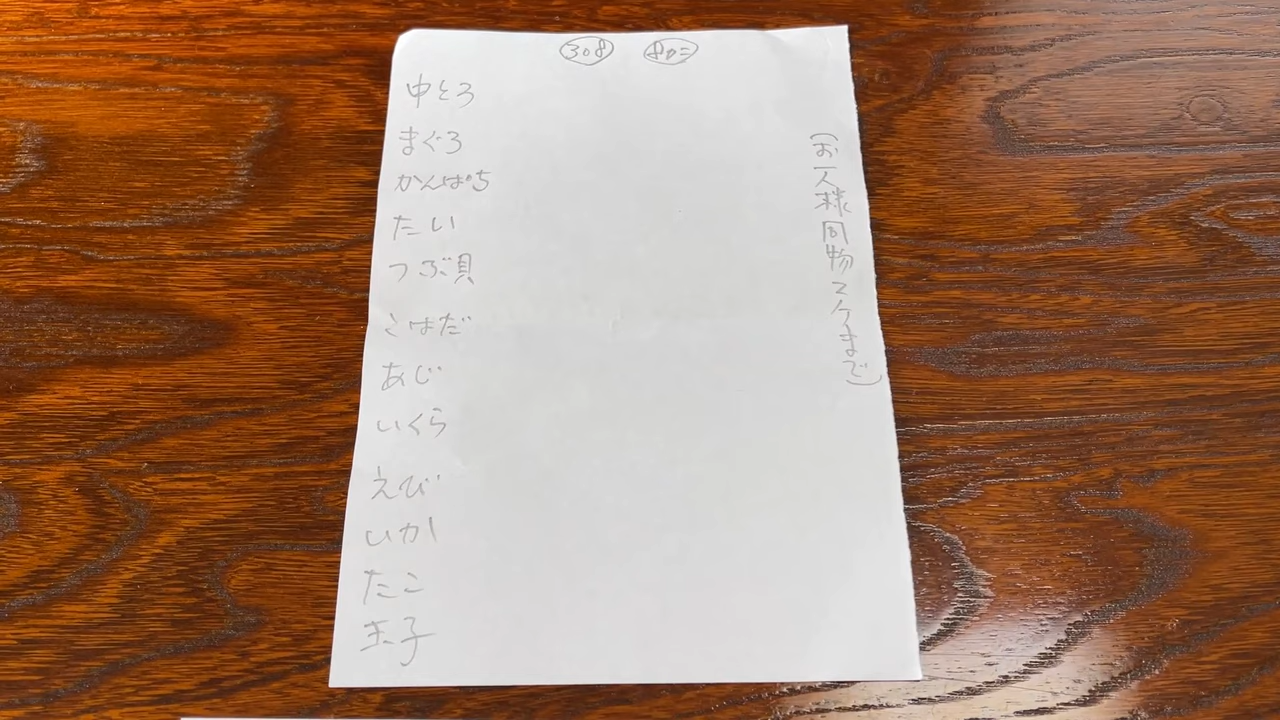 308
中とろ
まぐろ
かんぱち
たい
つぶ貝
こはだ
あじ
いくら
えび
いか
たこ
玉子
(お一人様同物2ケまで)